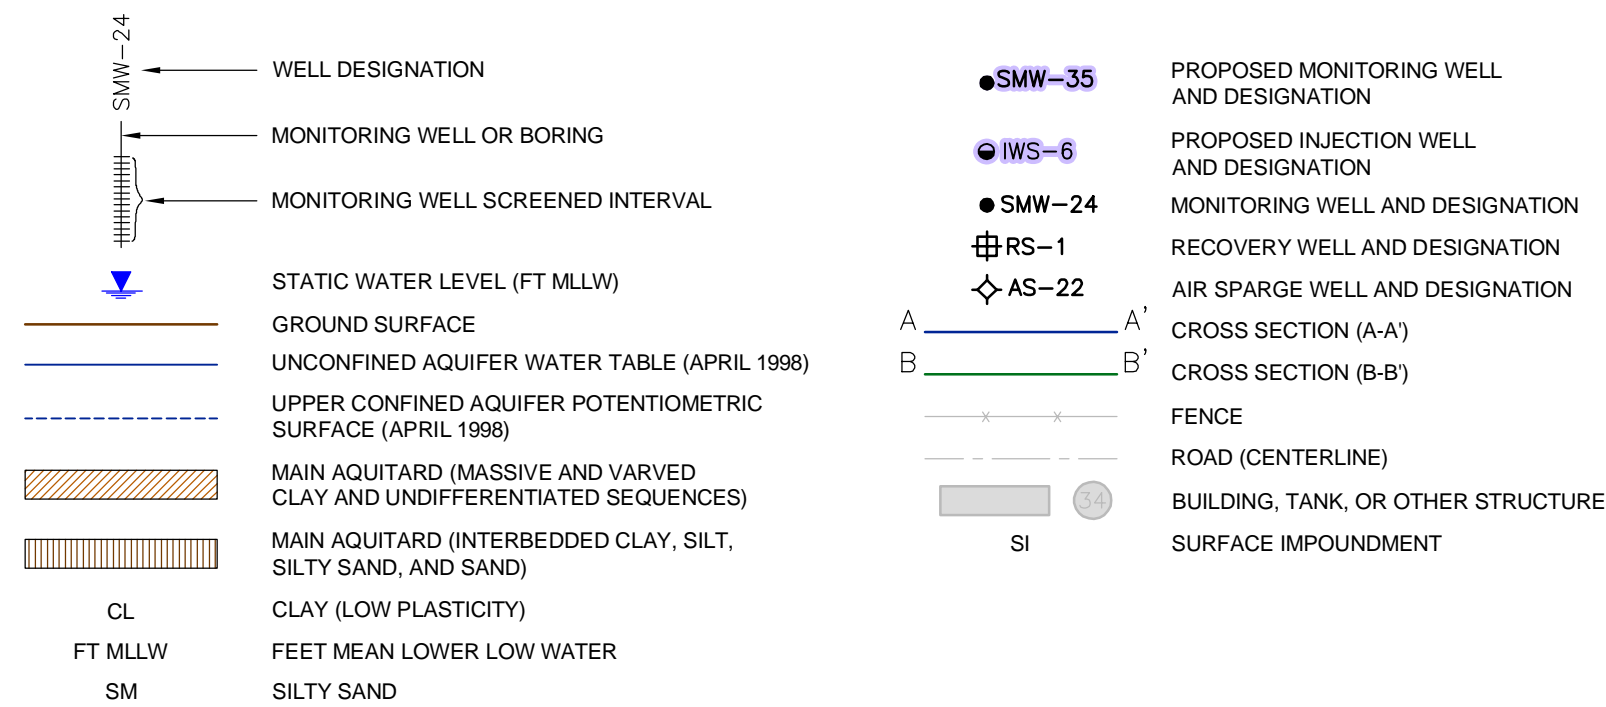 SMW-24
WELL DESIGNATION
MONITORING WELL OR BORING
MONITORING WELL SCREENED INTERVAL
STATIC WATER LEVEL (FT MLLW)
GROUND SURFACE
UNCONFINED AQUIFER WATER TABLE (APRIL 1998)
UPPER CONFINED AQUIFER POTENTIOMETRIC
SURFACE (APRIL 1998)
MAIN AQUITARD (MASSIVE AND VARVED
CLAY AND UNDIFFERENTIATED SEQUENCES)
MAIN AQUITARD (INTERBEDDED CLAY, SILT,
SILTY SAND, AND SAND)
CL CLAY (LOW PLASTICITY)
FT MLLW FEET MEAN LOWER LOW WATER
SM SILTY SAND
SMW-35 PROPOSED MONITORING WELL
AND DESIGNATION
IWS-6 PROPOSED INJECTION WELL
AND DESIGNATION
SMW-24 MONITORING WELL AND DESIGNATION
RS-1 RECOVERY WELL AND DESIGNATION
AS-22 AIR SPARGE WELL AND DESIGNATION
A A' CROSS SECTION (A-A')
B B' CROSS SECTION (B-B')
FENCE
ROAD (CENTERLINE)
34 BUILDING, TANK, OR OTHER STRUCTURE
SI SURFACE IMPOUNDMENT